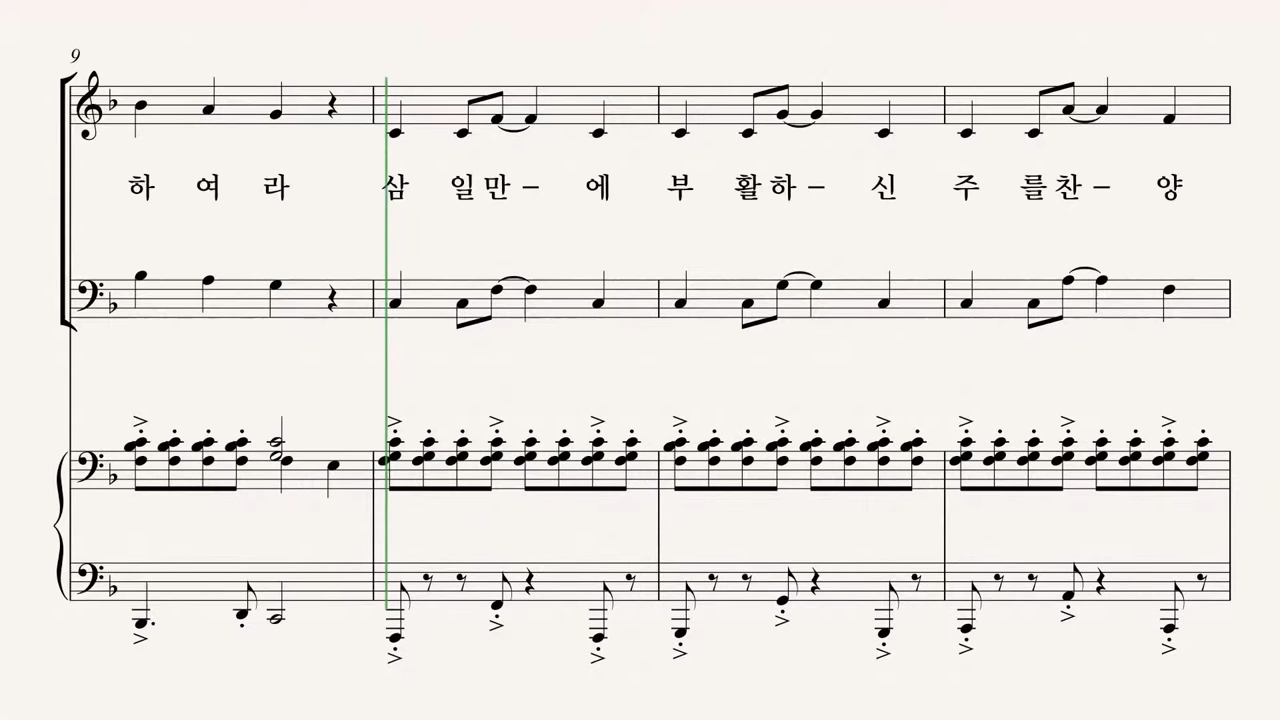 9
하 여 라 삼 일 만 – 에 부 활 하 – 신 주 를 찬 – 양